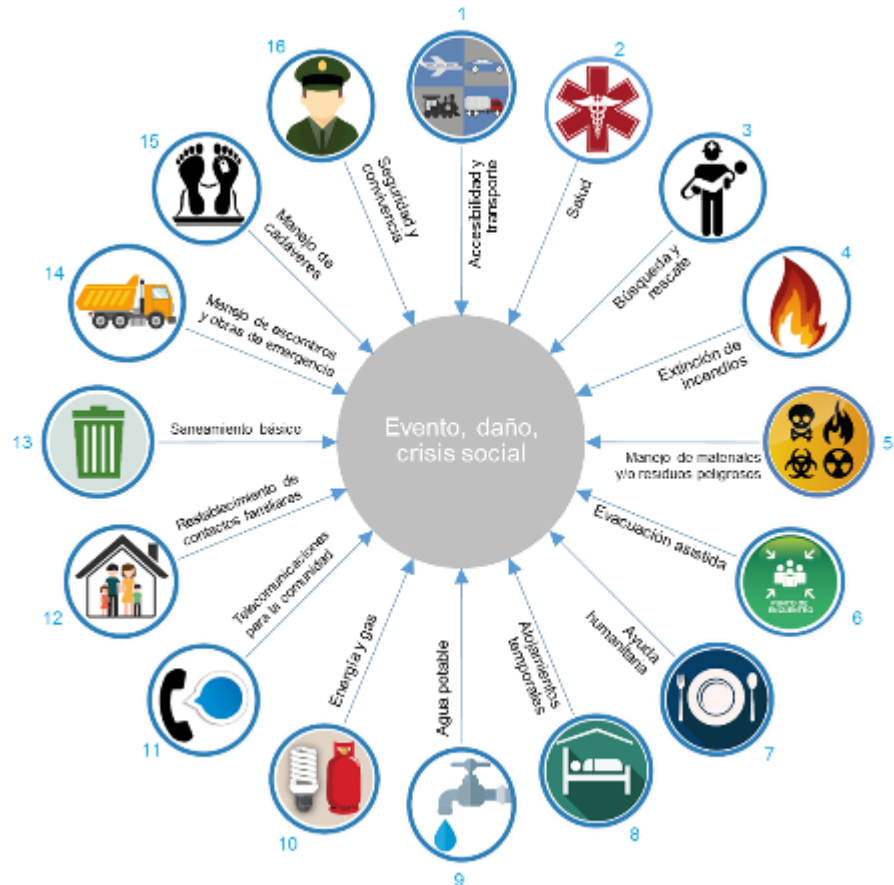 1
Accesibilidad y
transporte
2
Salud
3
Búsqueda y
rescate
4
Extinción de
incendios
5
Manejo de materiales
y/o residuos peligrosos
6
Evacuación asistida
PUNTO DE
ENCUENTRO
7
Ayuda
humanitaria
8
Alojamientos
temporales
9
Agua potable
10
Energía y gas
11
Telecomunicaciones
para la comunidad
12
Restablecimiento de
contactos familiares
13
Saneamiento básico
14
Manejo de escombros
y obras de emergencia
15
Manejo de
cadáveres
16
Seguridad y
convivencia
Evento, daño,
crisis social